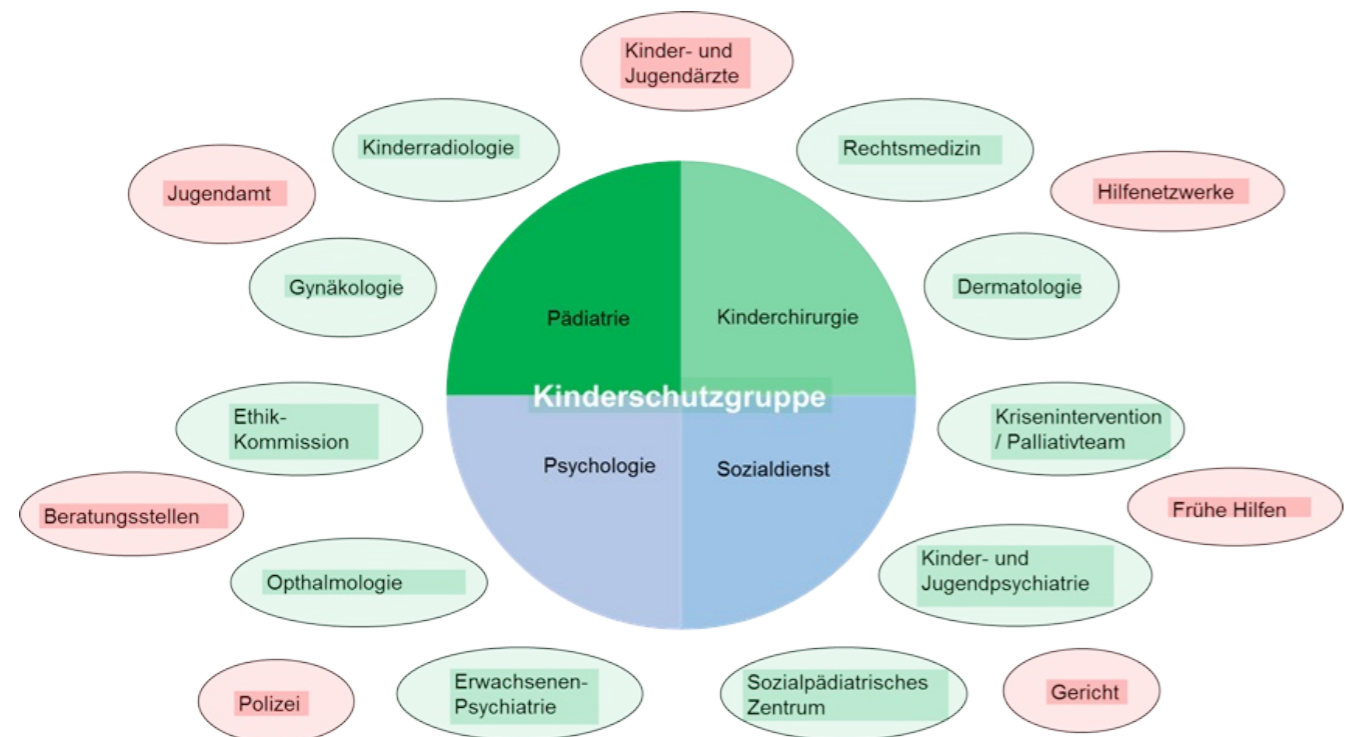 Kinder- und
Jugendärzte
Kinderradiologie
Rechtsmedizin
Jugendamt
Hilfenetzwerke
Gynäkologie
Dermatologie
Pädiatrie
Kinderchirurgie
Kinderschutzgruppe
Ethik-
Kommission
Krisenintervention
/ Palliativteam
Psychologie
Sozialdienst
Beratungsstellen
Frühe Hilfen
Opthalmologie
Kinder- und
Jugendpsychiatrie
Polizei
Erwachsenen-
Psychiatrie
Sozialpädiatrisches
Zentrum
Gericht